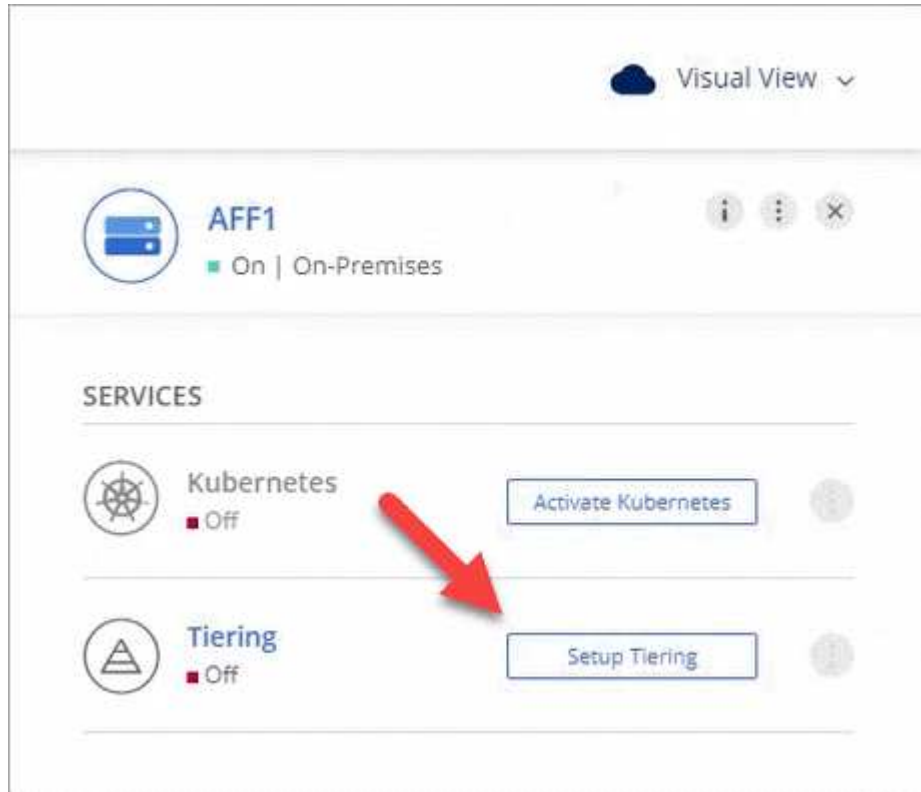 Visual View
AFF1
On | On-Premises
SERVICES
Kubernetes
Off
Activate Kubernetes
Tiering
Off
Setup Tiering